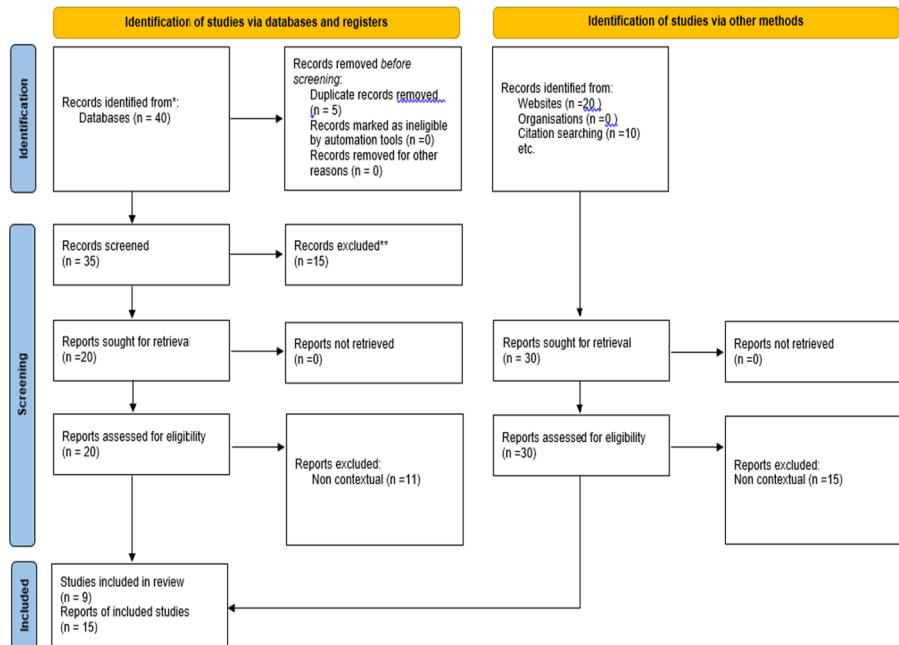 Identification of studies via databases and registers
Identification of studies via other methods
Identification
Records identified from*:
Databases (n = 40)
Records removed before
screening:
Duplicate records removed
(n = 5)
Records marked as ineligible
by automation tools (n =0)
Records removed for other
reasons (n = 0)
Records identified from:
Websites (n =20 )
Organisations (n =0 )
Citation searching (n =10)
etc.
Screening
Records screened
(n = 35)
Records excluded**
(n =15)
Reports sought for retrieval
(n =20)
Reports not retrieved
(n =0)
Reports sought for retrieval
(n = 30)
Reports not retrieved
(n =0)
Reports assessed for eligibility
(n = 20)
Reports excluded:
Non contextual (n =11)
Reports assessed for eligibility
(n =30)
Reports excluded:
Non contextual (n =15)
Included
Studies included in review
(n = 9)
Reports of included studies
(n = 15)